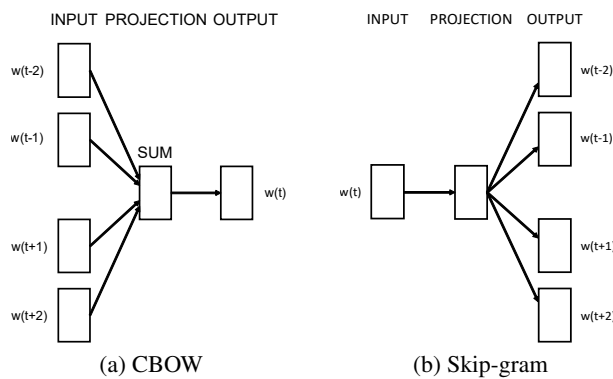 INPUT PROJECTION OUTPUT
w(t-2)
w(t-1)
SUM
w(t)
w(t+1)
w(t+2)
(a) CBOW
INPUT PROJECTION OUTPUT
w(t-2)
w(t-1)
w(t)
w(t+1)
w(t+2)
(b) Skip-gram